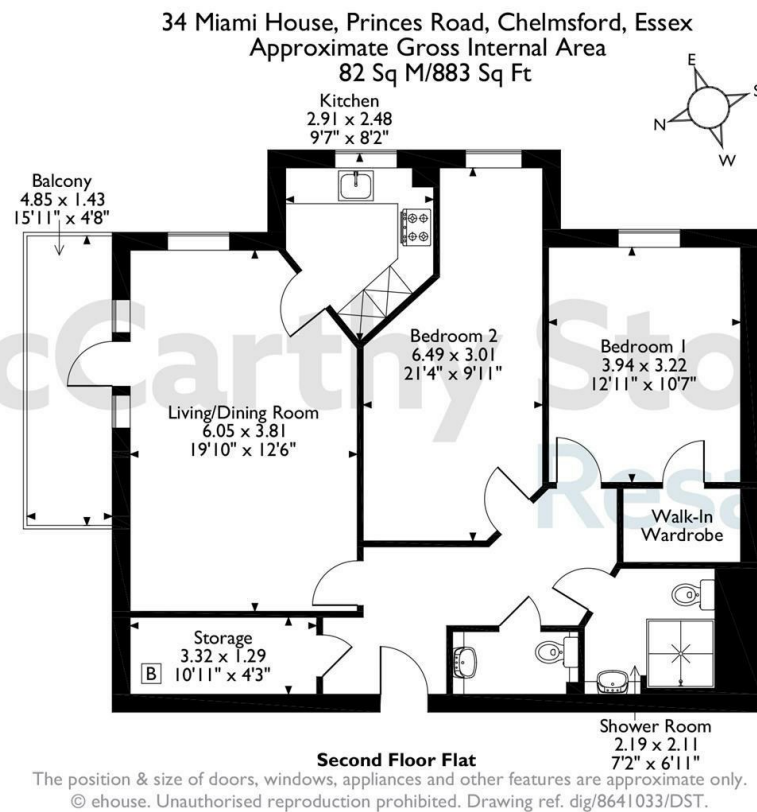 34 Miami House, Princes Road, Chelmsford, Essex
Approximate Gross Internal Area
82 Sq M/883 Sq Ft
E
S
N
W
Kitchen
2.91 x 2.48
9'7" x 8'2"
Balcony
4.85 x 1.43
15'11" x 4'8"
Bedroom 2
6.49 x 3.01
21'4" x 9'11"
Bedroom 1
3.94 x 3.22
12'11" x 10'7"
cCarthy Sto
Living/Dining Room
6.05 x 3.81
19'10" x 12'6"
Resa
Walk-In
Wardrobe
Storage
3.32 x 1.29
10'11" x 4'3"
B
Shower Room
2.19 x 2.11
7'2" x 6'11"
Second Floor Flat
The position & size of doors, windows, appliances and other features are approximate only.
© ehouse. Unauthorised reproduction prohibited. Drawing ref. dig/8641033/DST.